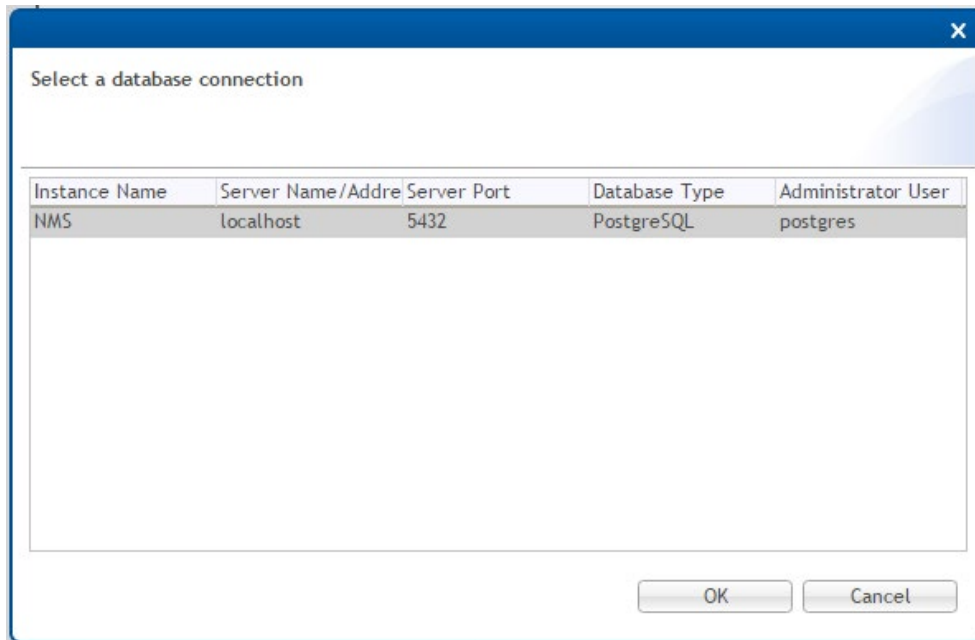 Select a database connection
Instance Name Server Name/Addre Server Port Database Type Administrator User
NMS localhost 5432 PostgreSQL postgres
OK Cancel